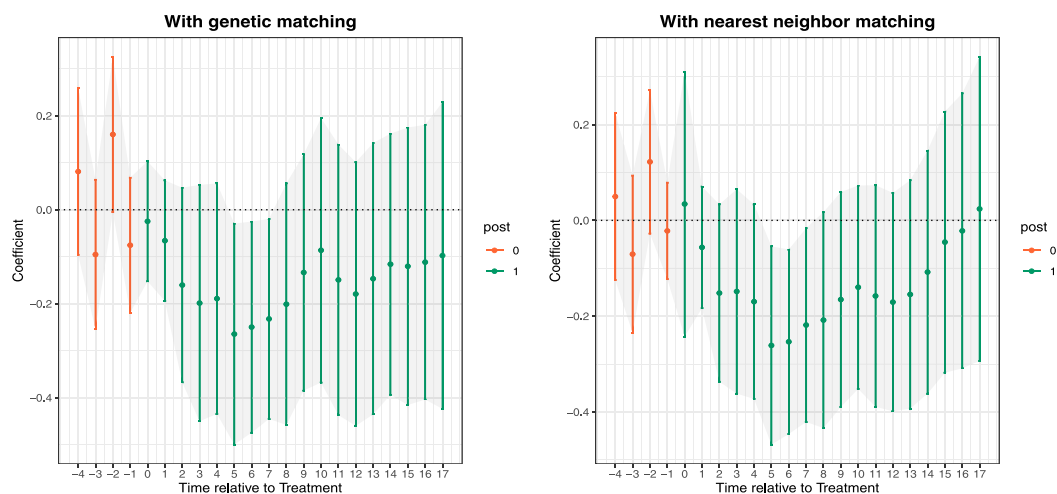 With genetic matching
0.2
0.0
−0.2
−0.4
Coefficient
−4 −3 −2 −1 0 1 2 3 4 5 6 7 8 9 10 11 12 13 14 15 16 17
Time relative to Treatment
post
0
1
With nearest neighbor matching
0.2
0.0
−0.2
−0.4
Coefficient
−4 −3 −2 −1 0 1 2 3 4 5 6 7 8 9 10 11 12 13 14 15 16 17
Time relative to Treatment
post
0
1